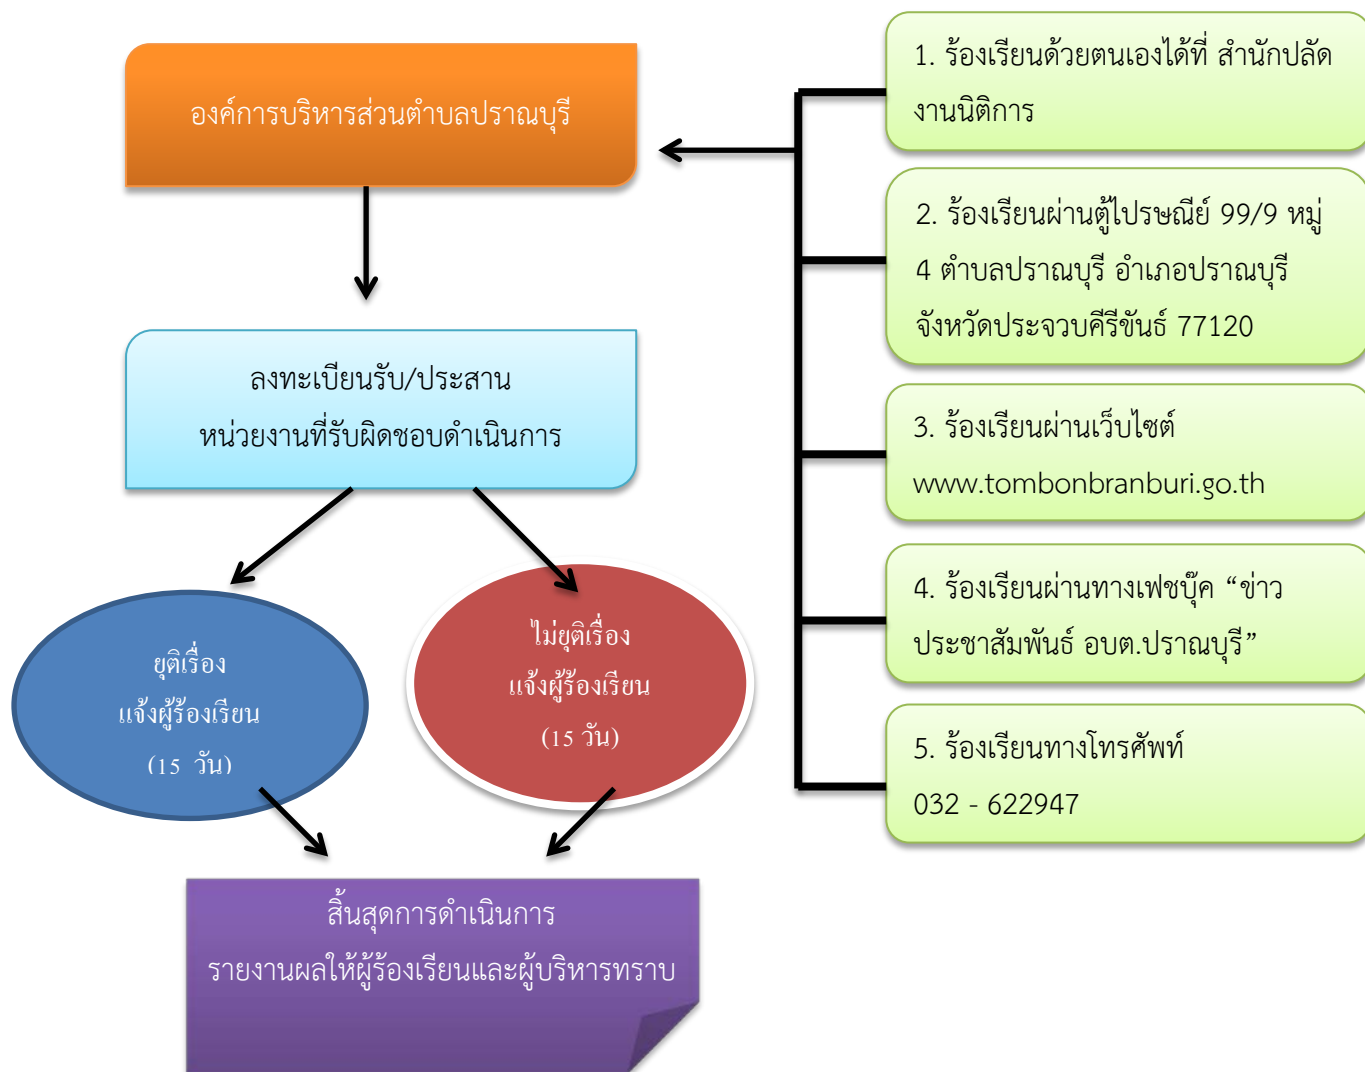 องค์การบริหารส่วนตำบลปราณบุรี
ลงทะเบียนรับ/ประสาน
หน่วยงานที่รับผิดชอบดำเนินการ
ยุติเรื่อง
แจ้งผู้ร้องเรียน
(15 วัน)
ไม่ยุติเรื่อง
แจ้งผู้ร้องเรียน
(15 วัน)
สิ้นสุดการดำเนินการ
รายงานผลให้ผู้ร้องเรียนและผู้บริหารทราบ
1. ร้องเรียนด้วยตนเองได้ที่ สำนักปลัด
งานนิติการ
2. ร้องเรียนผ่านตู้ไปรษณีย์ 99/9 หมู่
4 ตำบลปราณบุรี อำเภอปราณบุรี
จังหวัดประจวบคีรีขันธ์ 77120
3. ร้องเรียนผ่านเว็บไซต์
www.tombonbranburi.go.th
4. ร้องเรียนผ่านทางเฟชบุ๊ค “ข่าว
ประชาสัมพันธ์ อบต.ปราณบุรี”
5. ร้องเรียนทางโทรศัพท์
032 - 622947